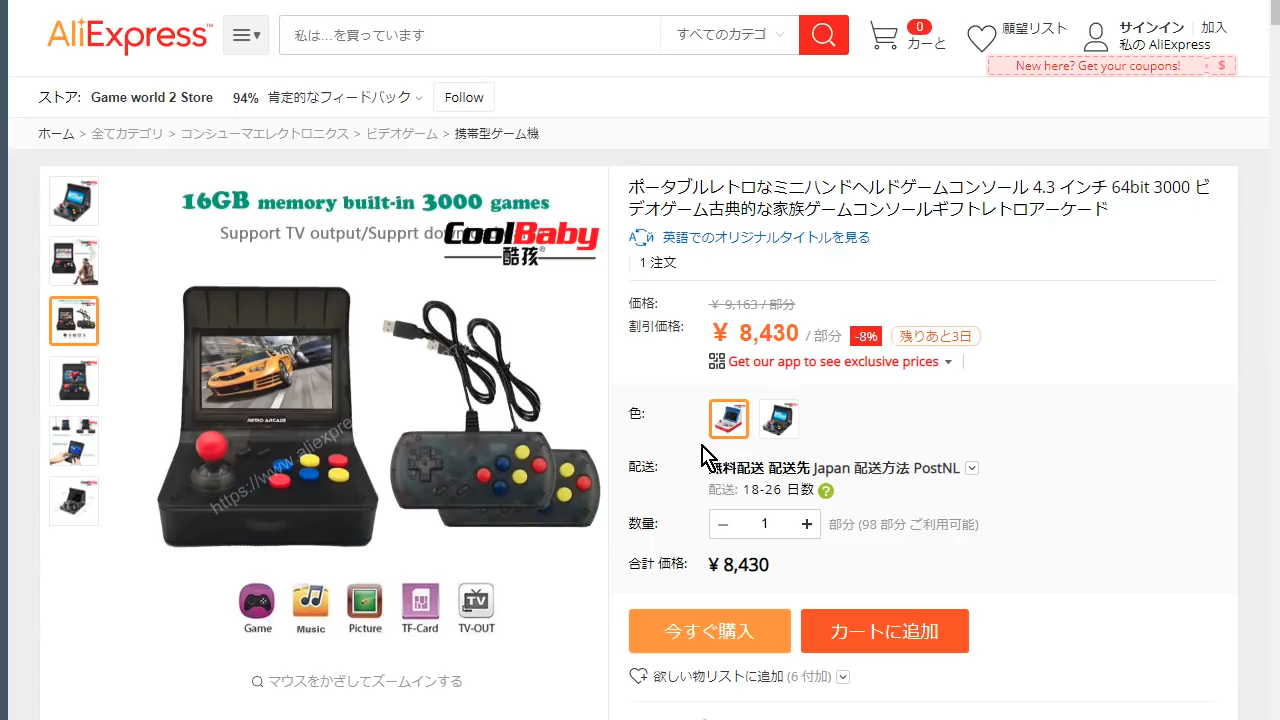 AliExpress™
私は...を買っています
すべてのカテゴ
0
カーと
願望リスト
サインイン | 加入
私の AliExpress
New here? Get your coupons! $
ストア: Game world 2 Store 94% 肯定的なフィードバック Follow
ホーム > 全てカテゴリ > コンシューマエレクトロニクス > ビデオゲーム > 携帯型ゲーム機
16GB memory built-in 3000 games
Support TV output/Supprt
CoolBaby
酷孩®
RETRO ARCADE
https://www.aliexpre
Game
Music
Picture
TF-Card
TV
TV-OUT
マウスをかざしてズームインする
ポータブルレトロなミニハンドヘルドゲームコンソール 4.3 インチ 64bit 3000 ビ
デオゲーム古典的な家族ゲームコンソールギフトレトロアーケード
英語でのオリジナルタイトルを見る
1 注文
価格: ¥ 9,163 / 部分
割引価格: ¥ 8,430 / 部分 -8% 残りあと3日
Get our app to see exclusive prices
色:
配送: 無料配送 配送先 Japan 配送方法 PostNL
配送: 18-26 日数 ?
数量: − 1 + 部分 (98 部分 ご利用可能)
合計 価格: ¥ 8,430
今すぐ購入
カートに追加
欲しい物リストに追加 (6 付加)